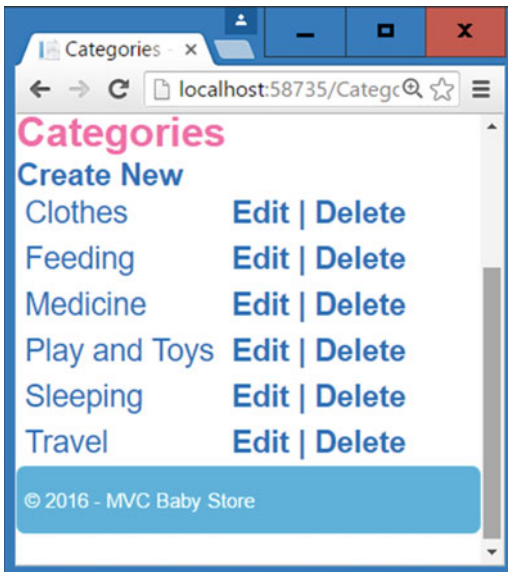 Categories -
localhost:58735/Categc
Categories
Create New
Clothes Edit | Delete
Feeding Edit | Delete
Medicine Edit | Delete
Play and Toys Edit | Delete
Sleeping Edit | Delete
Travel Edit | Delete
© 2016 - MVC Baby Store